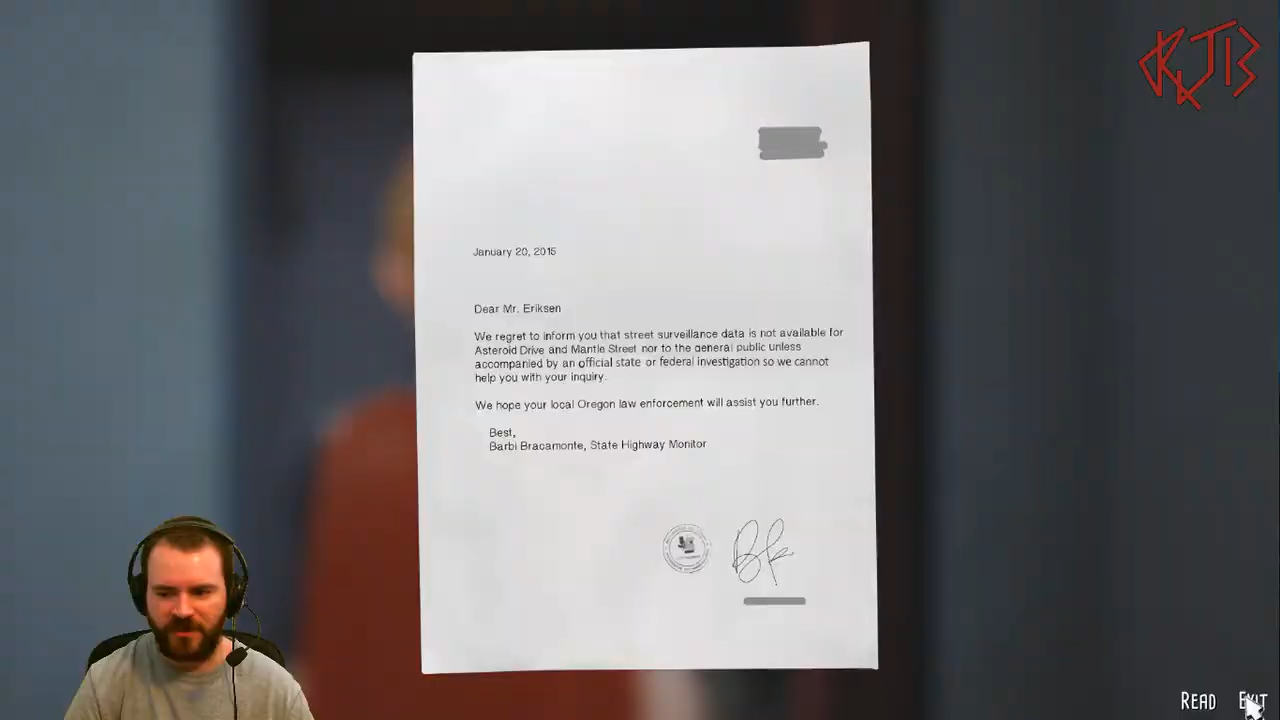 KJB
January 20, 2015
Dear Mr. Eriksen
We regret to inform you that street surveillance data is not available for
Asteroid Drive and Mantle Street nor to the general public unless
accompanied by an official state or federal investigation so we cannot
help you with your inquiry.
We hope your local Oregon law enforcement will assist you further.
Best,
Barbi Bracamonte, State Highway Monitor
READ EXIT